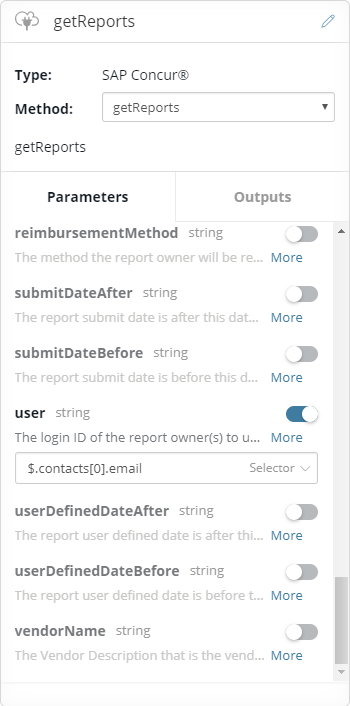 getReports
Type: SAP Concur®
Method: getReports
getReports
Parameters Outputs
reimbursementMethod string
The method the report owner will be re... More
submitDateAfter string
The report submit date is after this dat... More
submitDateBefore string
The report submit date is before this d... More
user string
The login ID of the report owner(s) to u... More
$.contacts[0].email Selector
userDefinedDateAfter string
The report user defined date is after thi... More
userDefinedDateBefore string
The report user defined date is before t... More
vendorName string
The Vendor Description that is the vend... More